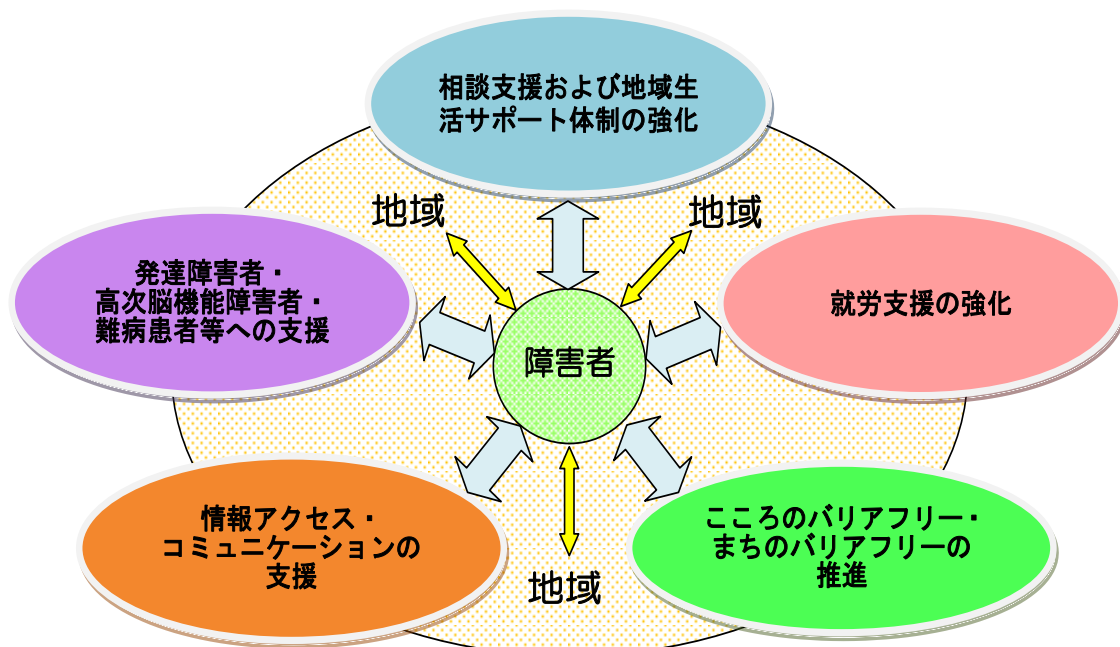 相談支援および地域生
活サポート体制の強化
地域
地域
発達障害者・
高次脳機能障害者・
難病患者等への支援
就労支援の強化
障害者
情報アクセス・
コミュニケーションの
支援
こころのバリアフリー・
まちのバリアフリーの
推進
地域